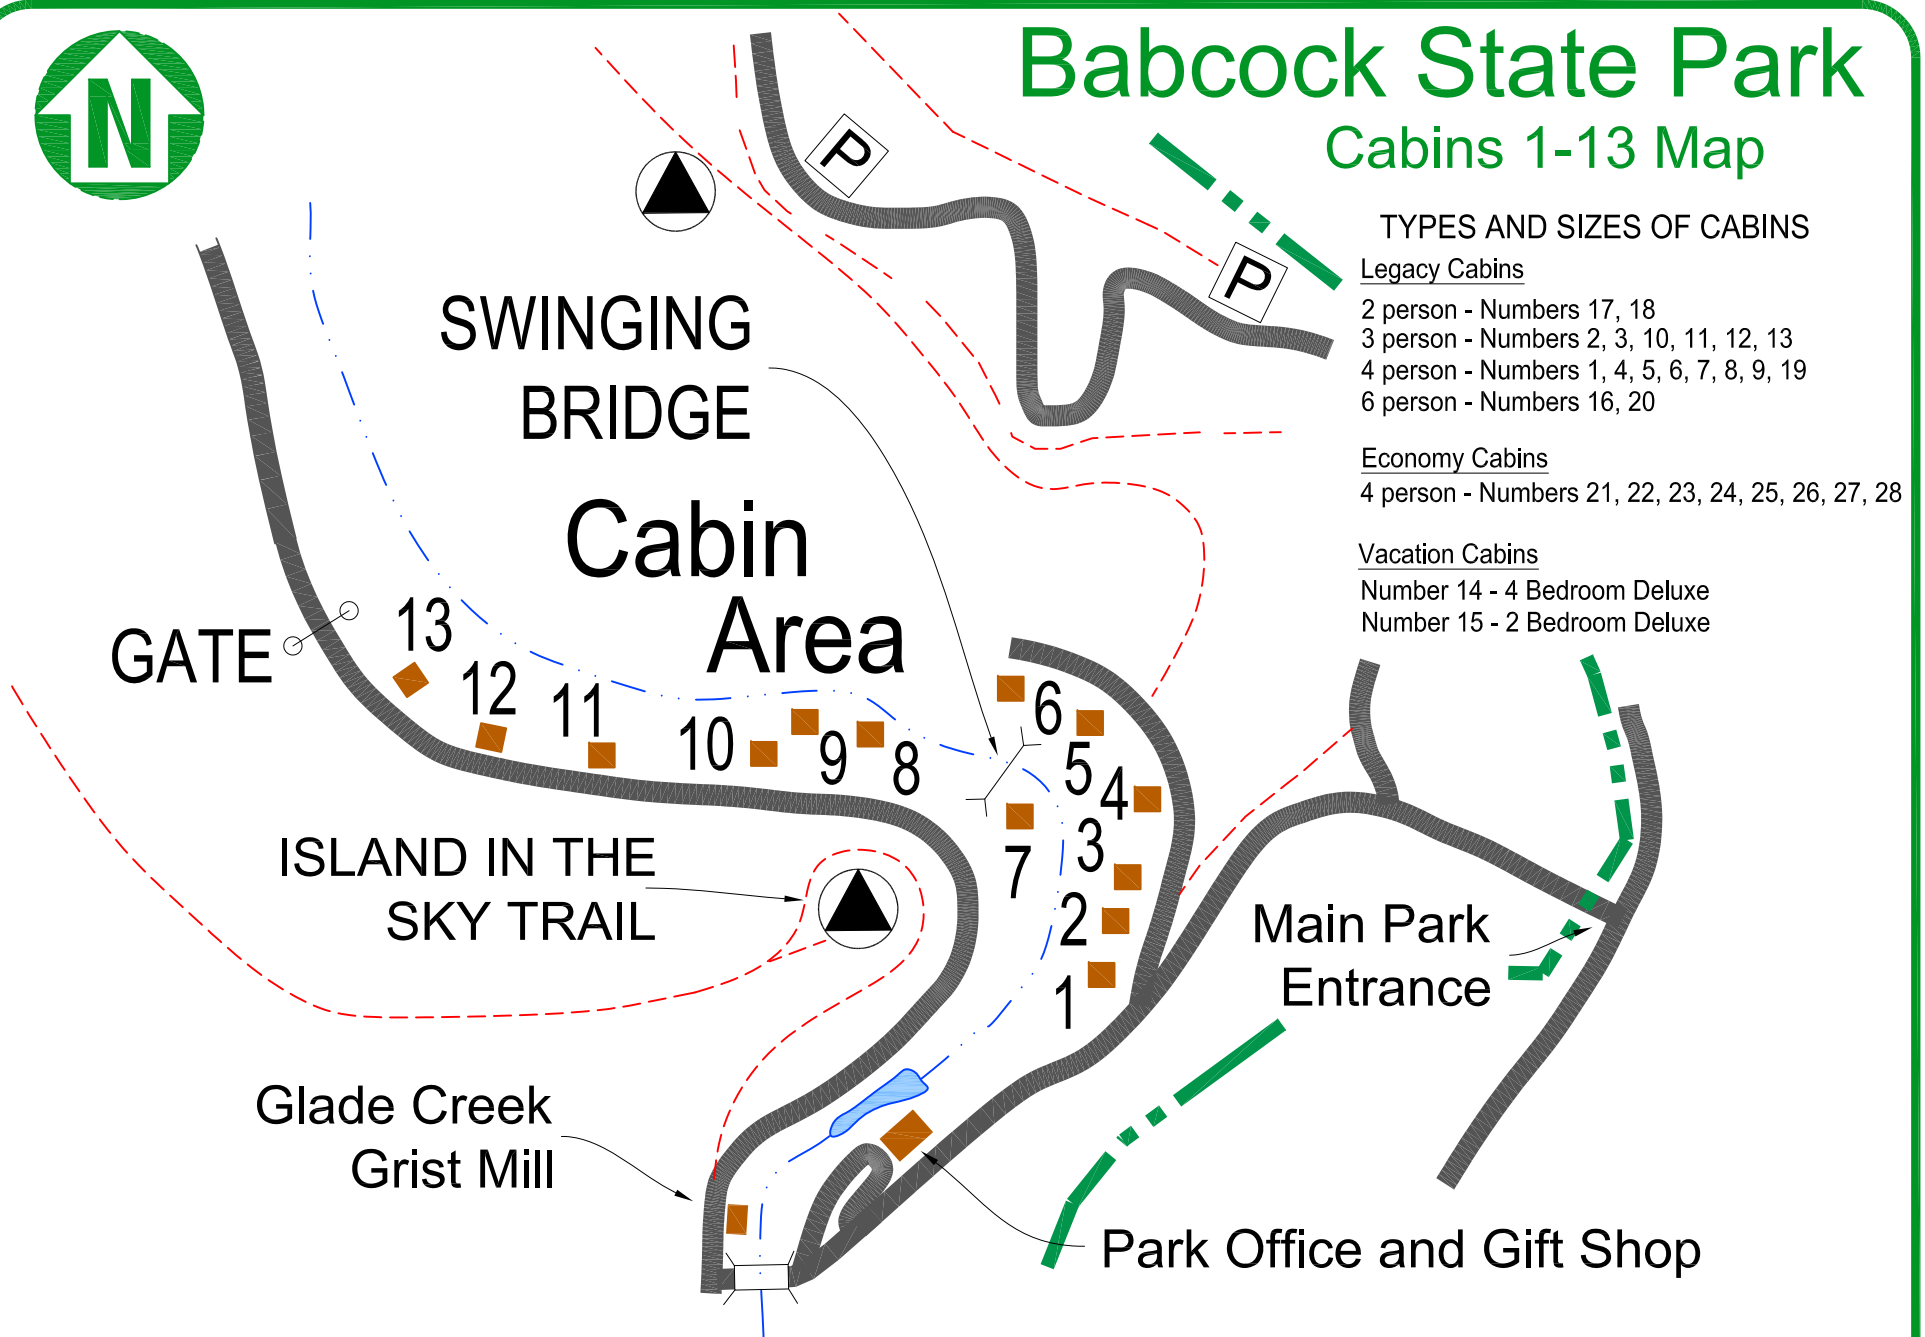 N
Babcock State Park
Cabins 1-13 Map
P
P
TYPES AND SIZES OF CABINS
Legacy Cabins
2 person - Numbers 17, 18
3 person - Numbers 2, 3, 10, 11, 12, 13
4 person - Numbers 1, 4, 5, 6, 7, 8, 9, 19
6 person - Numbers 16, 20
Economy Cabins
4 person - Numbers 21, 22, 23, 24, 25, 26, 27, 28
Vacation Cabins
Number 14 - 4 Bedroom Deluxe
Number 15 - 2 Bedroom Deluxe
SWINGING
BRIDGE
Cabin
Area
GATE
13
12
11
10
9
8
6
5
4
3
7
2
1
ISLAND IN THE
SKY TRAIL
Main Park
Entrance
Glade Creek
Grist Mill
Park Office and Gift Shop